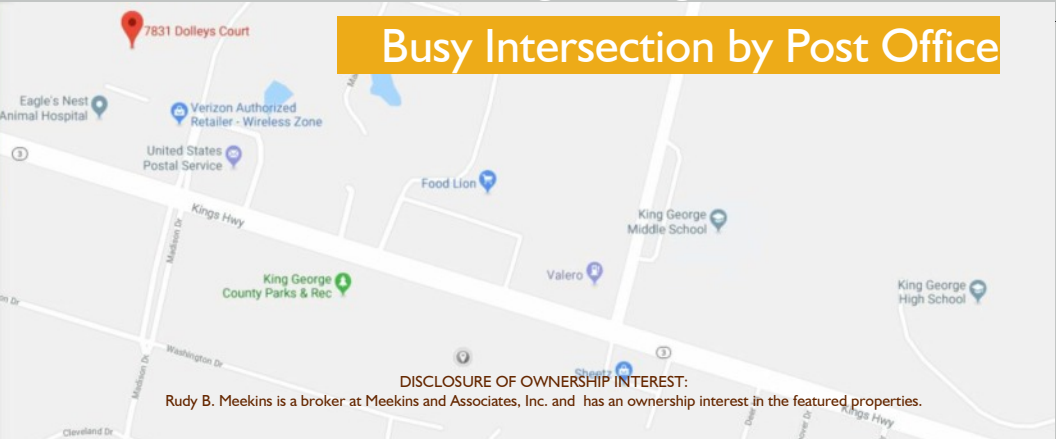 Busy Intersection by Post Office
7831 Dolleys Court
Eagle's Nest
Animal Hospital
Verizon Authorized
Retailer - Wireless Zone
United States
Postal Service
3
Kings Hwy
Food Lion
King George
Middle School
Madison Dr
King George
County Parks & Rec
Valero
King George
High School
Washington Dr
3
Madison Dr
Sheetz
DISCLOSURE OF OWNERSHIP INTEREST:
Rudy B. Meekins is a broker at Meekins and Associates, Inc. and has an ownership interest in the featured properties.
Kings Hwy
Cleveland Dr